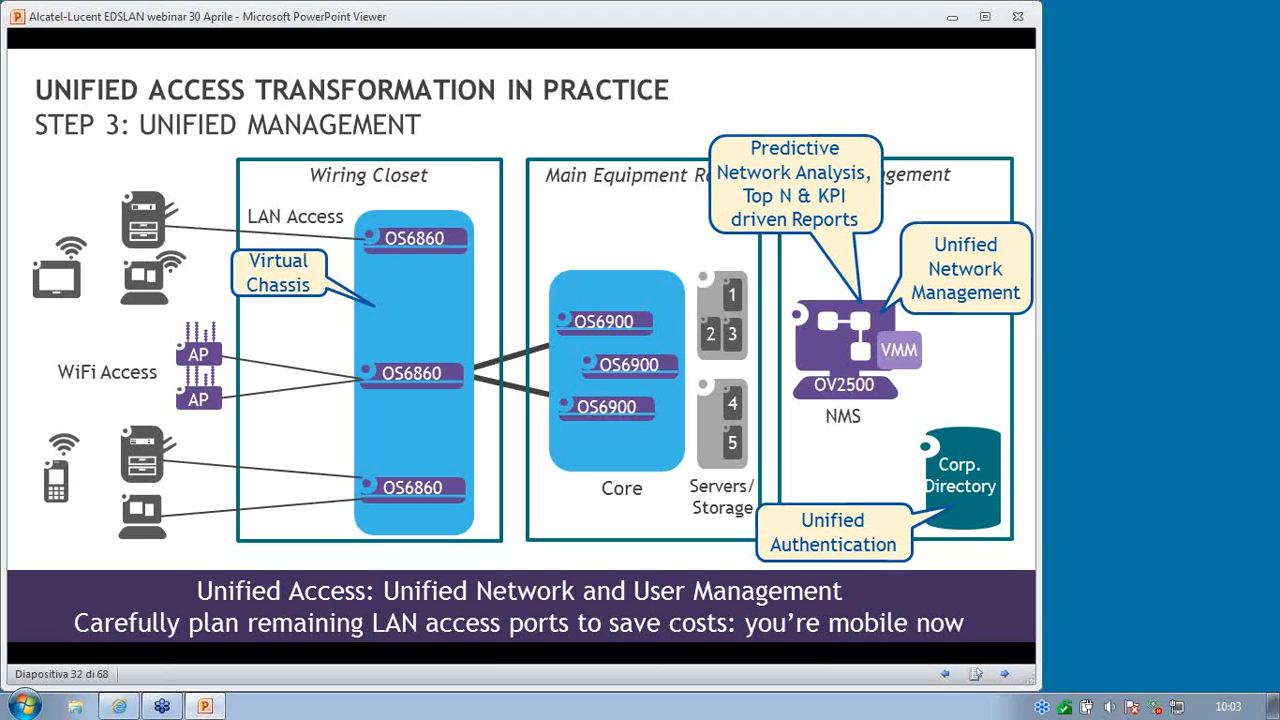 Alcatel-Lucent EDSLAN webinar 30 Aprile - Microsoft PowerPoint Viewer
UNIFIED ACCESS TRANSFORMATION IN PRACTICE
STEP 3: UNIFIED MANAGEMENT
Wiring Closet
Main Equipment R
gement
Predictive
Network Analysis,
Top N & KPI
driven Reports
LAN Access
OS6860
Virtual
Chassis
Unified
Network
Management
OS6900
OS6900
OS6900
1
2
3
4
5
VMM
OV2500
NMS
AP
AP
WiFi Access
OS6860
OS6860
Core
Servers/
Storage
Corp.
Directory
Unified
Authentication
Unified Access: Unified Network and User Management
Carefully plan remaining LAN access ports to save costs: you're mobile now
Diapositiva 32 di 68
10:03